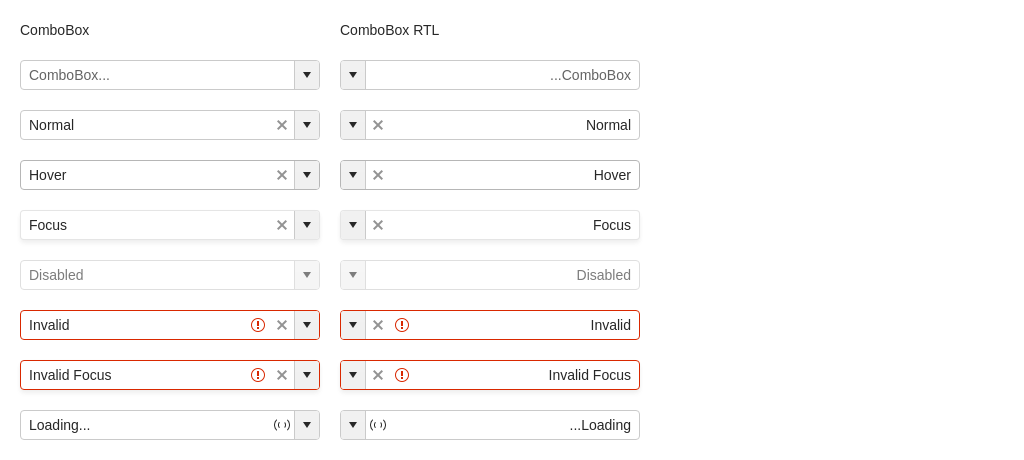 ComboBox
ComboBox RTL
ComboBox...
...ComboBox
Normal
Normal
Hover
Hover
Focus
Focus
Disabled
Disabled
Invalid
Invalid
Invalid Focus
Invalid Focus
Loading...
...Loading